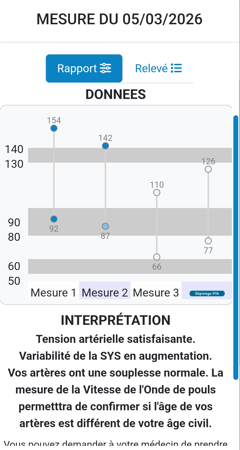 MESURE DU 05/03/2026
Rapport
Relevé
DONNEES
154
142
140
130
126
110
90
80
92
87
77
60
50
66
Mesure 1 Mesure 2 Mesure 3
INTERPRÉTATION
Tension artérielle satisfaisante.
Variabilité de la SYS en augmentation.
Vos artères ont une souplesse normale. La
mesure de la Vitesse de l'Onde de pouls
permetttra de confirmer si l'âge de vos
artères est différent de votre âge civil.
Vous pouvez demander à votre médecin de prendre